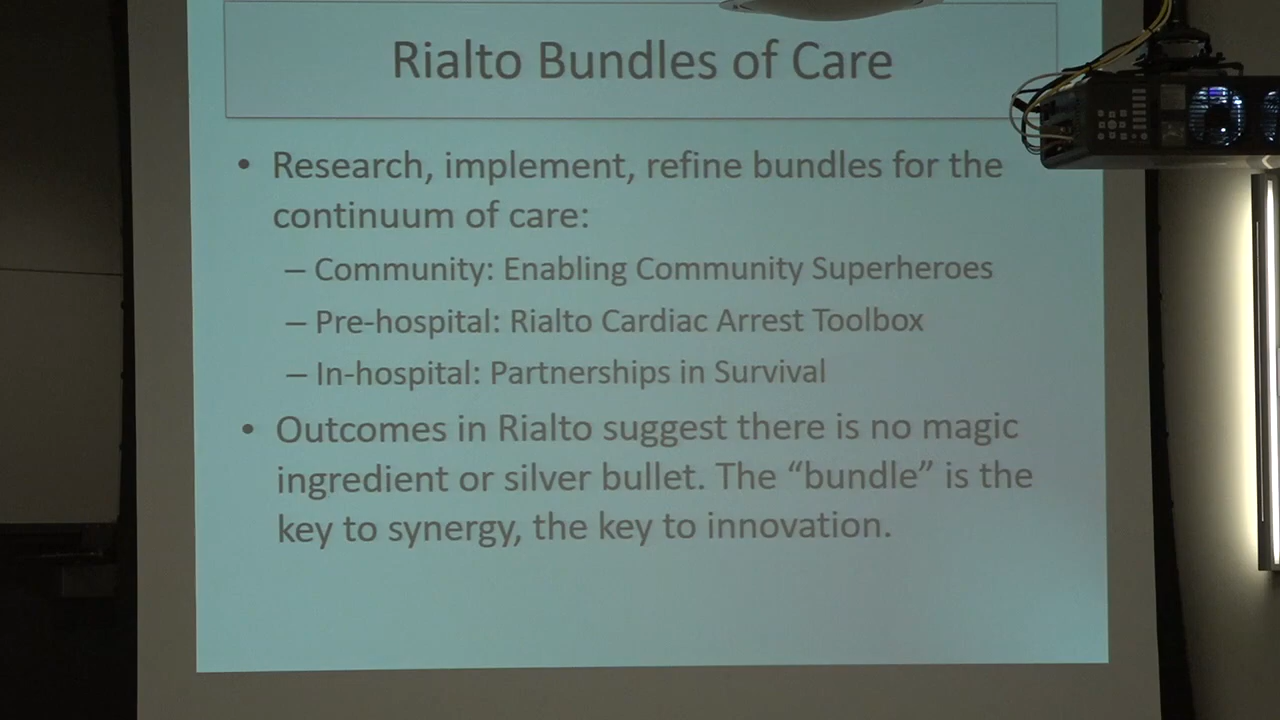 Rialto Bundles of Care
• Research, implement, refine bundles for the
continuum of care:
– Community: Enabling Community Superheroes
– Pre-hospital: Rialto Cardiac Arrest Toolbox
– In-hospital: Partnerships in Survival
• Outcomes in Rialto suggest there is no magic
ingredient or silver bullet. The “bundle” is the
key to synergy, the key to innovation.